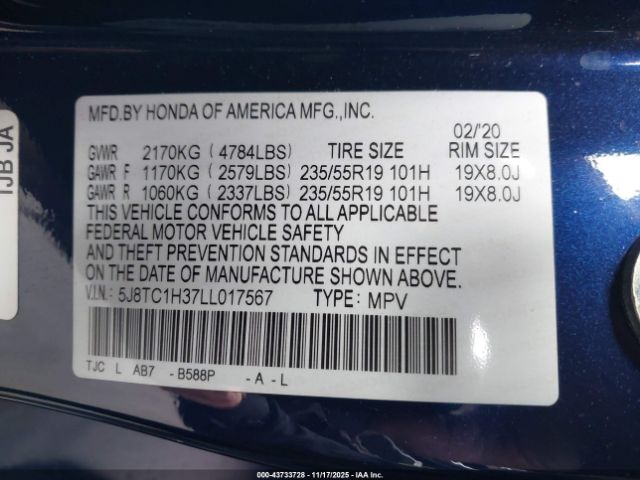 MFD.BY HONDA OF AMERICA MFG.,INC.
02/'20
GVWR 2170KG (4784LBS) TIRE SIZE RIM SIZE
GAWR F 1170KG (2579LBS) 235/55R19 101H 19X8.0J
GAWR R 1060KG (2337LBS) 235/55R19 101H 19X8.0J
THIS VEHICLE CONFORMS TO ALL APPLICABLE
FEDERAL MOTOR VEHICLE SAFETY
AND THEFT PREVENTION STANDARDS IN EFFECT
ON THE DATE OF MANUFACTURE SHOWN ABOVE.
V.I.N.: 5J8TC1H37LL017567 TYPE: MPV
TJC L AB7 -B588P -A-L
TJB JA
© 43733728 - 11/17/2025 - IAA Inc.